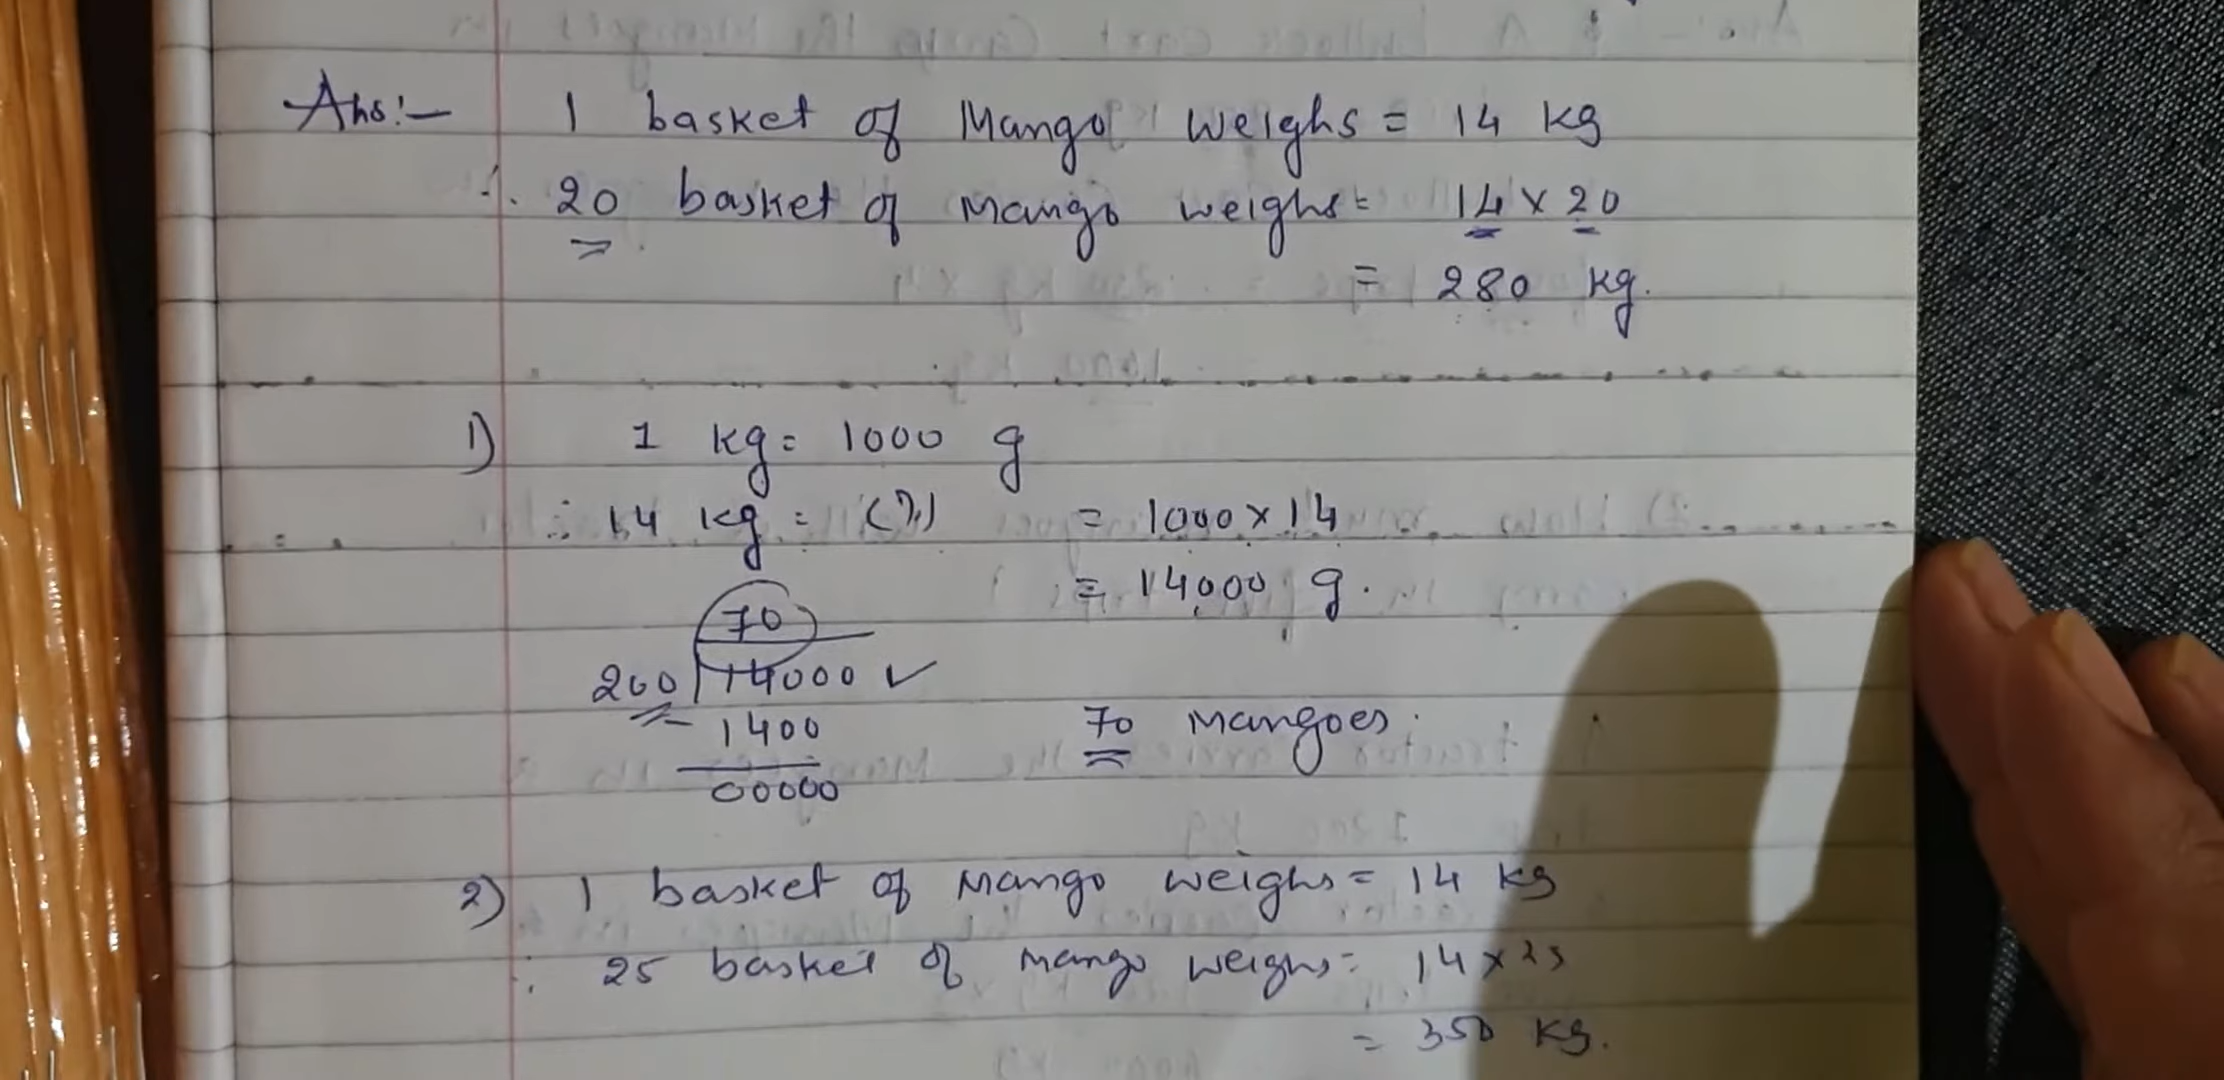 Ans:- 1 basket of Mango weighs = 14 kg
∴ 20 basket of Mango weighs = 14 x 20
= 280 kg.
1) 1 kg = 1000 g
∴ 14 kg = (?) = 1000 x 14
= 14000 g.
70
200 14000 ✓
1400 70 Mangoes.
00000
2) 1 basket of Mango weighs = 14 kg
∴ 25 basket of mango weighs = 14 x 25
= 350 kg.